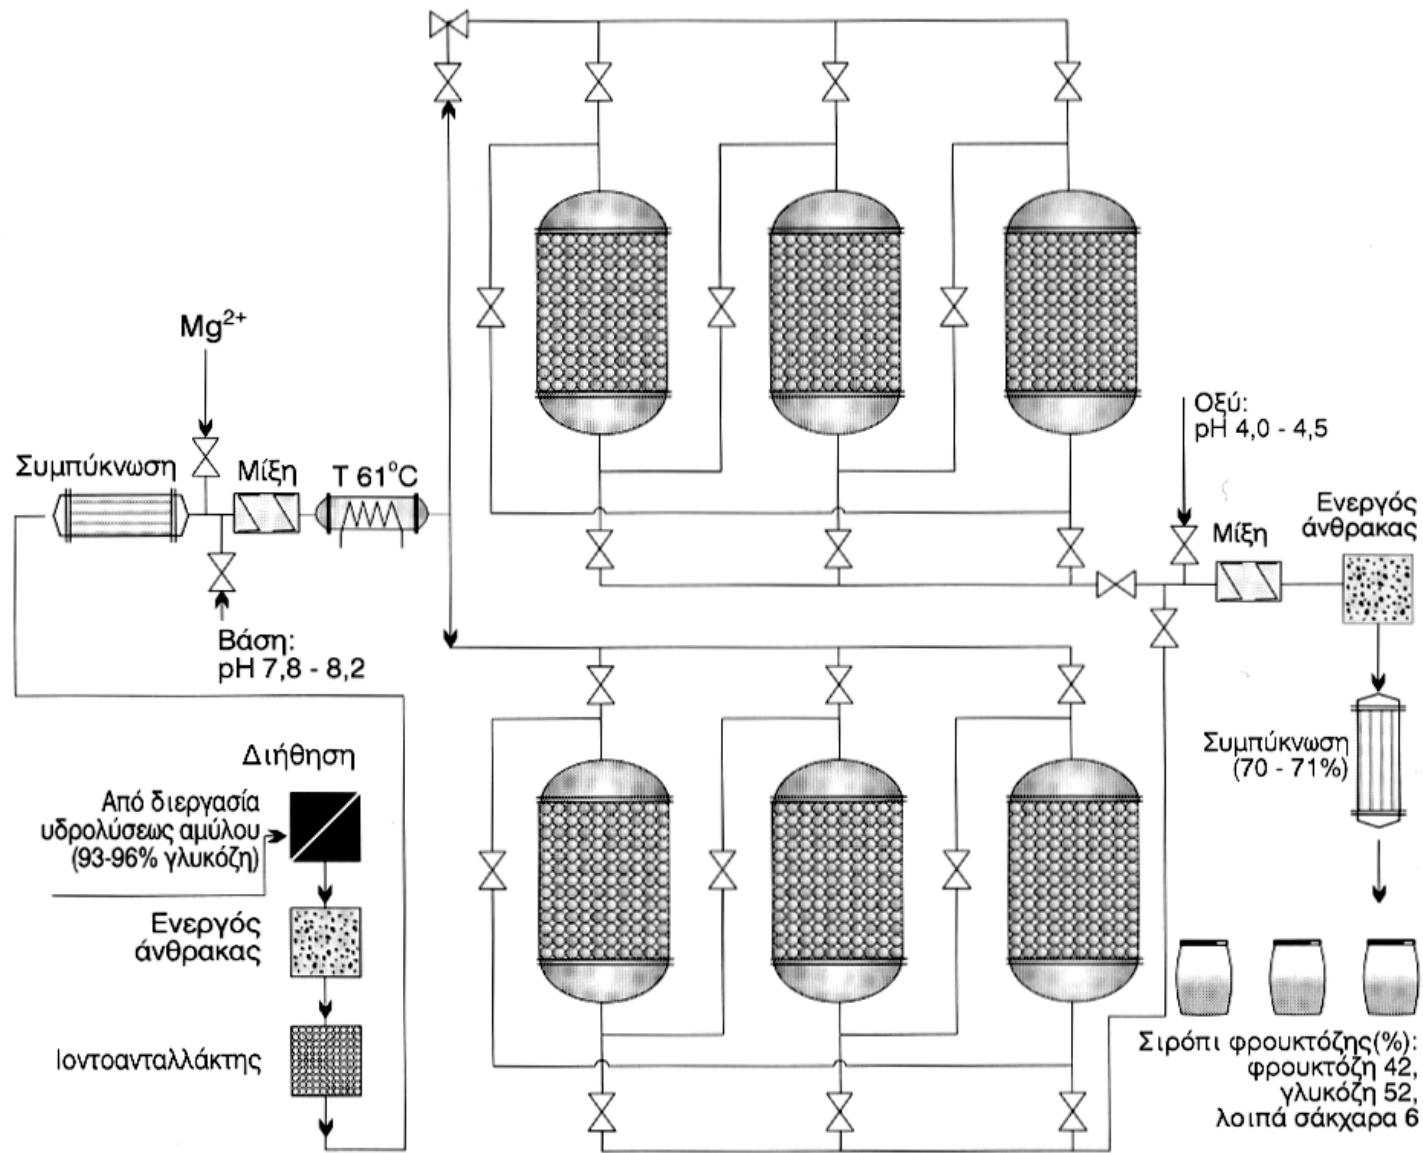 Mg²⁺
Συμπύκνωση
Μίξη
Τ 61°C
Βάση:
pH 7,8 - 8,2
Διήθηση
Από διεργασία
υδρολύσεως αμύλου
(93-96% γλυκόζη)
Ενεργός
άνθρακας
Ιοντοανταλλάκτης
Οξύ:
pH 4,0 - 4,5
Μίξη
Ενεργός
άνθρακας
Συμπύκνωση
(70 - 71%)
Σιρόπι φρουκτόζης(%):
φρουκτόζη 42,
γλυκόζη 52,
λοιπά σάκχαρα 6